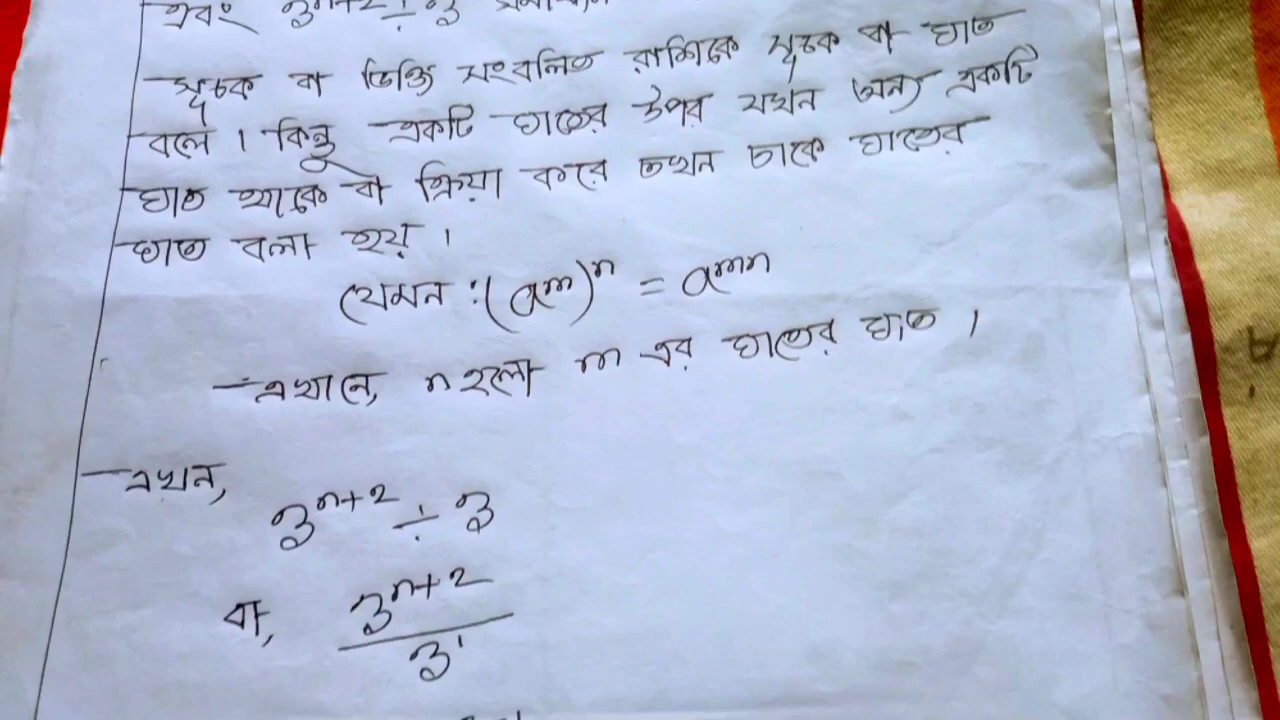 এবং 3ⁿ⁺² ÷ 3
সূচক বা ভিত্তি সংবলিত রাশিকে সূচক বা ঘাত
বলে । কিন্তু একটি ঘাতের উপর যখন অন্য একটি
ঘাত থাকে বা ক্রিয়া করে তখন তাকে ঘাতের
ঘাত বলা হয় ।
যেমন : (aᵐ)ⁿ = aᵐⁿ
এখানে, n হলো m এর ঘাতের ঘাত ।
এখন,
3ⁿ⁺² ÷ 3
বা, 3ⁿ⁺²/3¹